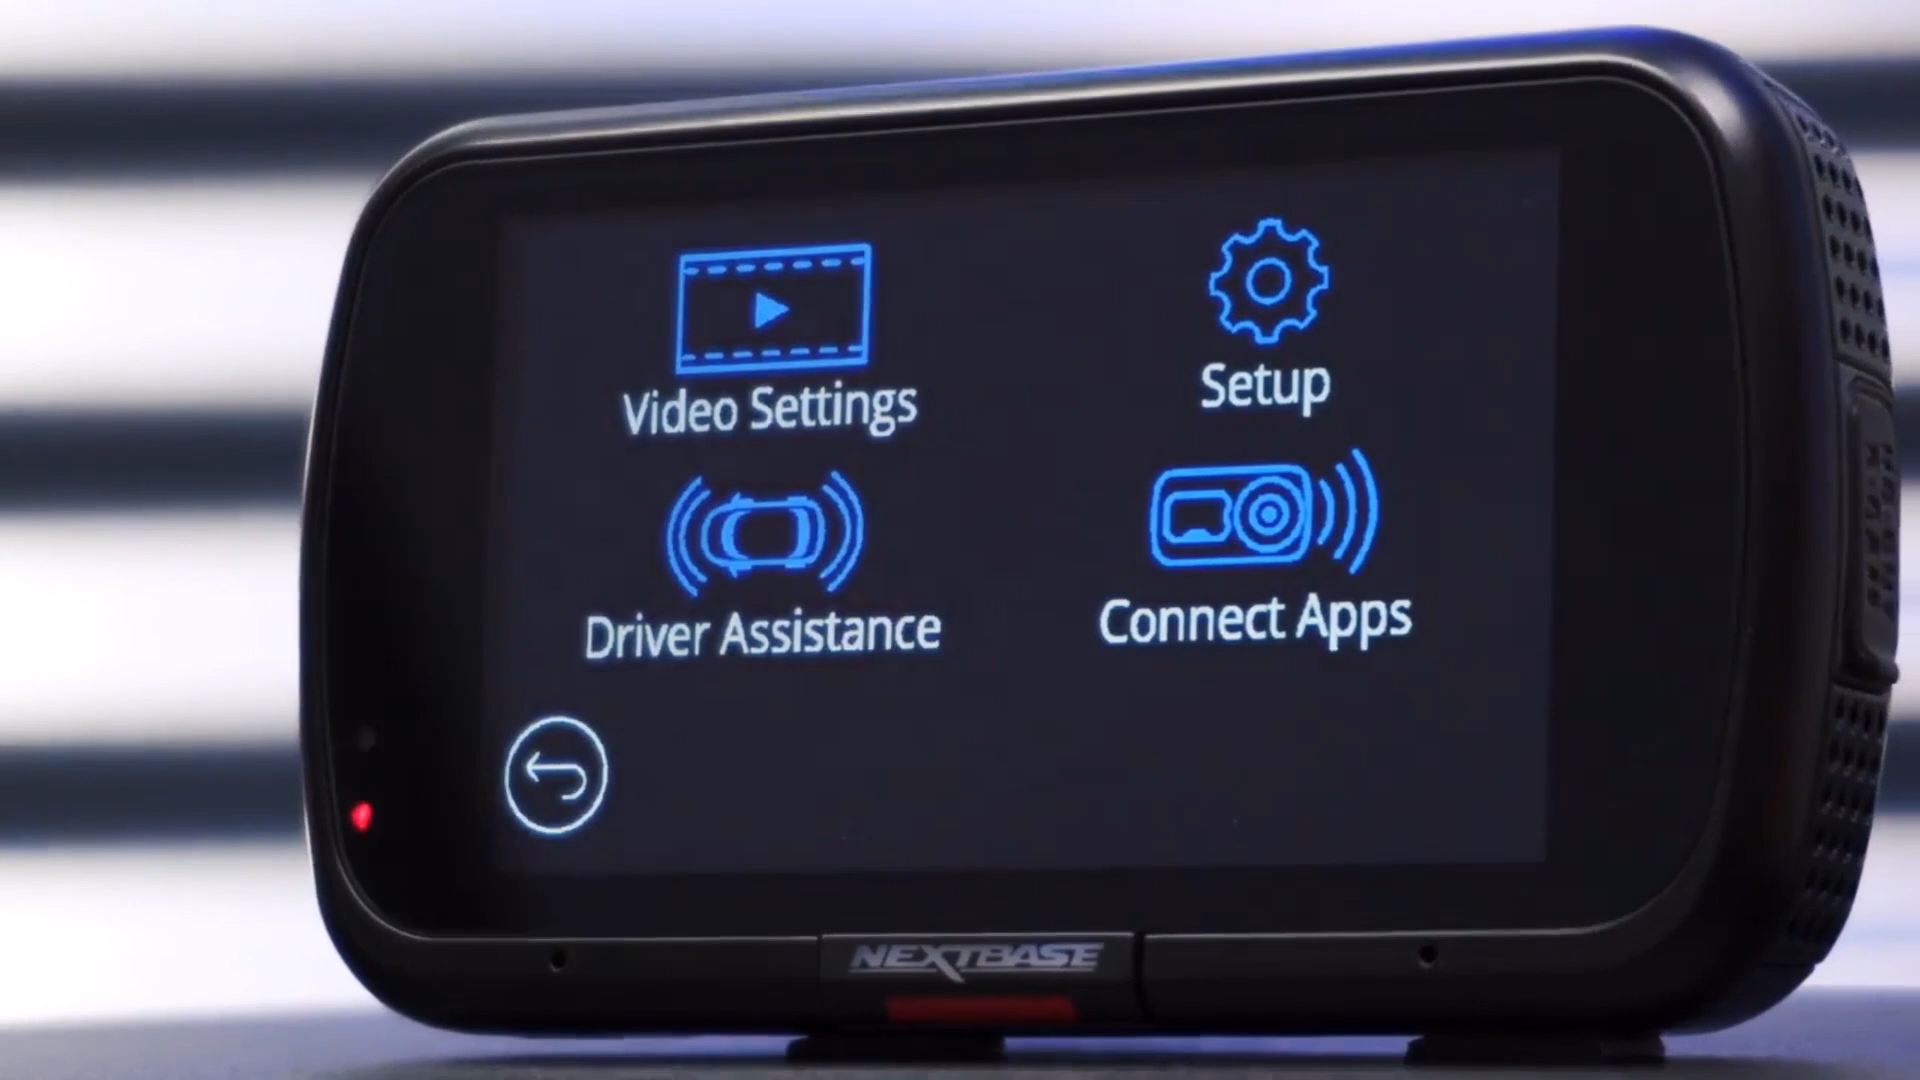 Video Settings
Setup
Driver Assistance
Connect Apps
NEXTBASE